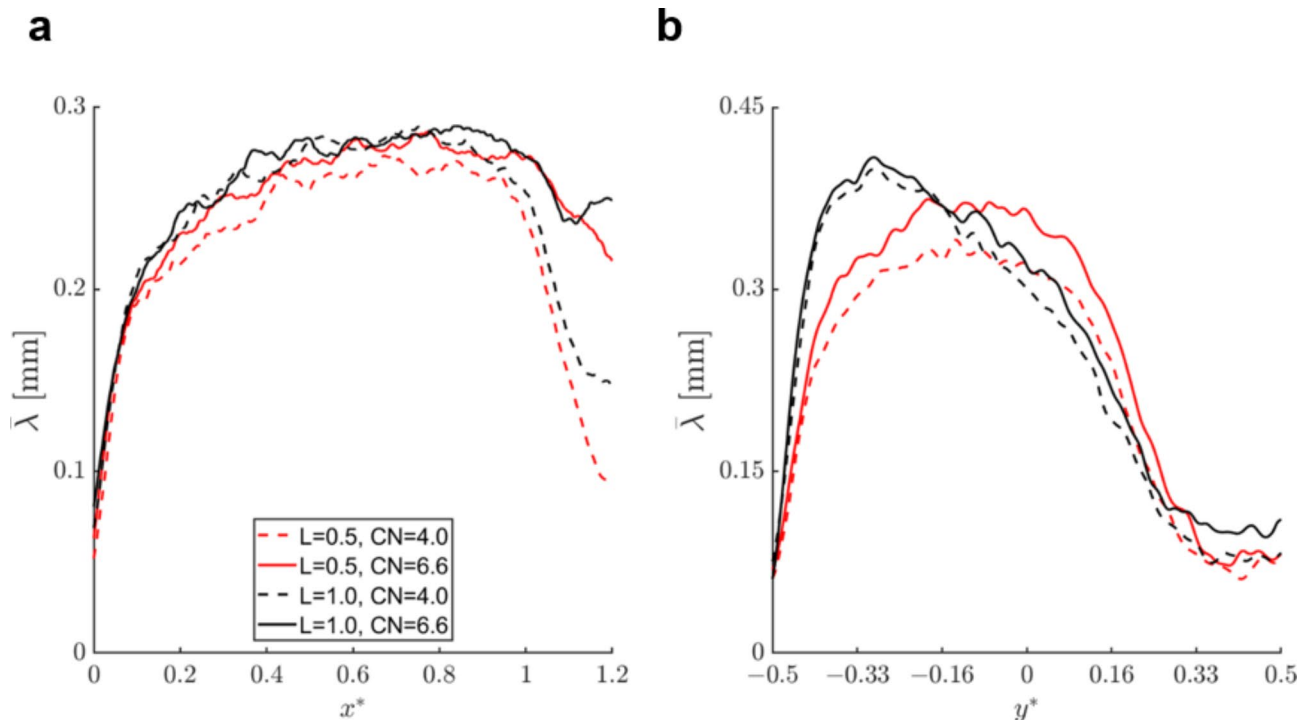 a
b
0.3
0.2
0.1
0
λ̄ [mm]
L=0.5, CN=4.0
L=0.5, CN=6.6
L=1.0, CN=4.0
L=1.0, CN=6.6
0 0.2 0.4 0.6 0.8 1 1.2
x*
0.45
0.3
0.15
0
λ̄ [mm]
−0.5 −0.33 −0.16 0 0.16 0.33 0.5
y*